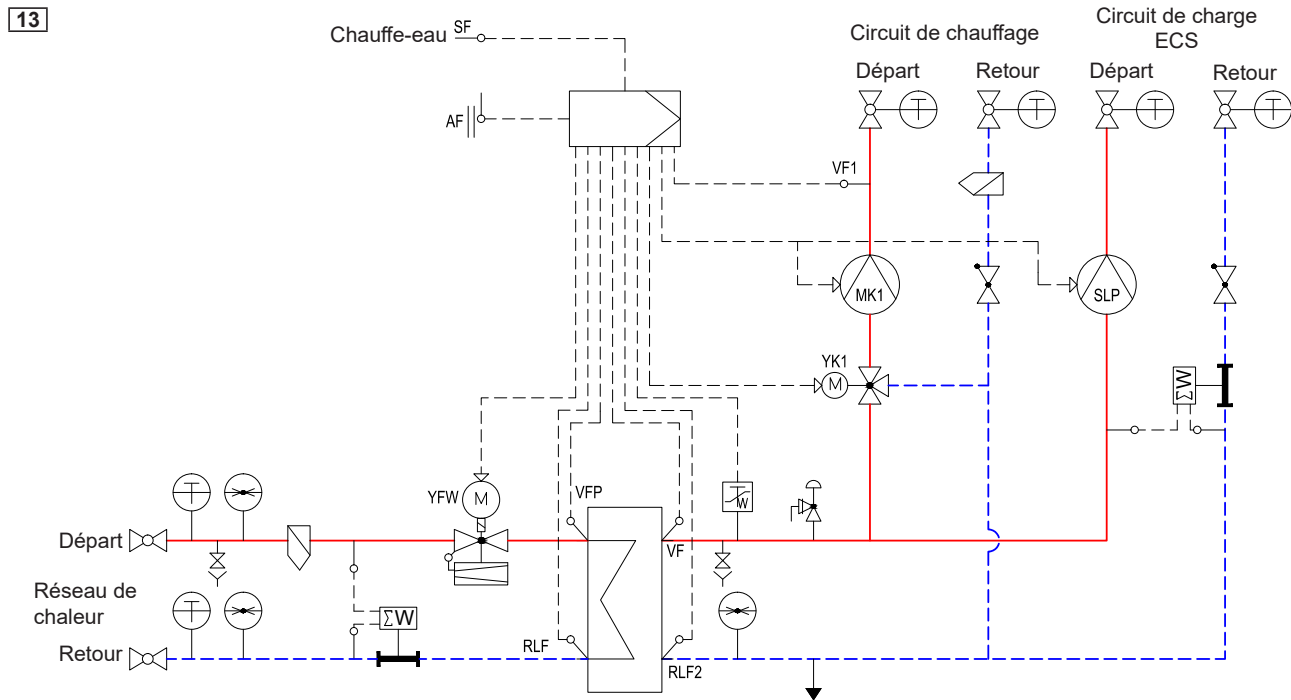 13
Chauffe-eau SF
Circuit de chauffage
Circuit de charge
ECS
Départ
Retour
Départ
Retour
T
T
T
T
AF
VF1
MK1
SLP
YK1
M
ΣW
YFW
M
VFP
W
T
VF
Départ
Réseau de
chaleur
T
ΣW
Retour
RLF
RLF2